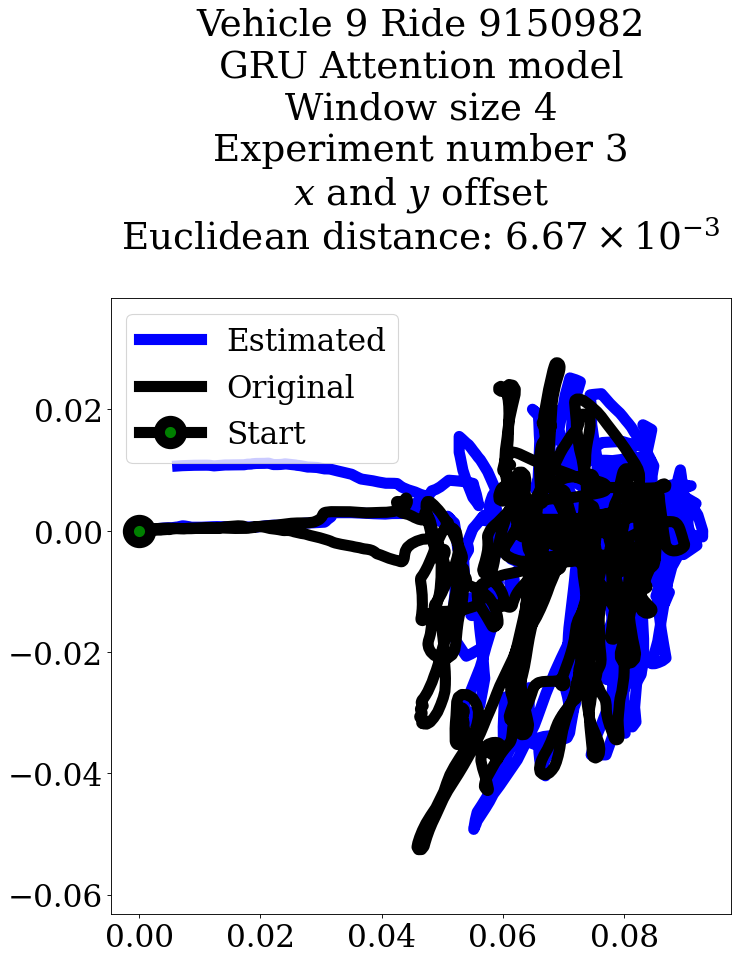 Vehicle 9 Ride 9150982
GRU Attention model
Window size 4
Experiment number 3
x and y offset
Euclidean distance: 6.67 × 10⁻³
Estimated
Original
Start
0.02
0.00
−0.02
−0.04
−0.06
0.00 0.02 0.04 0.06 0.08